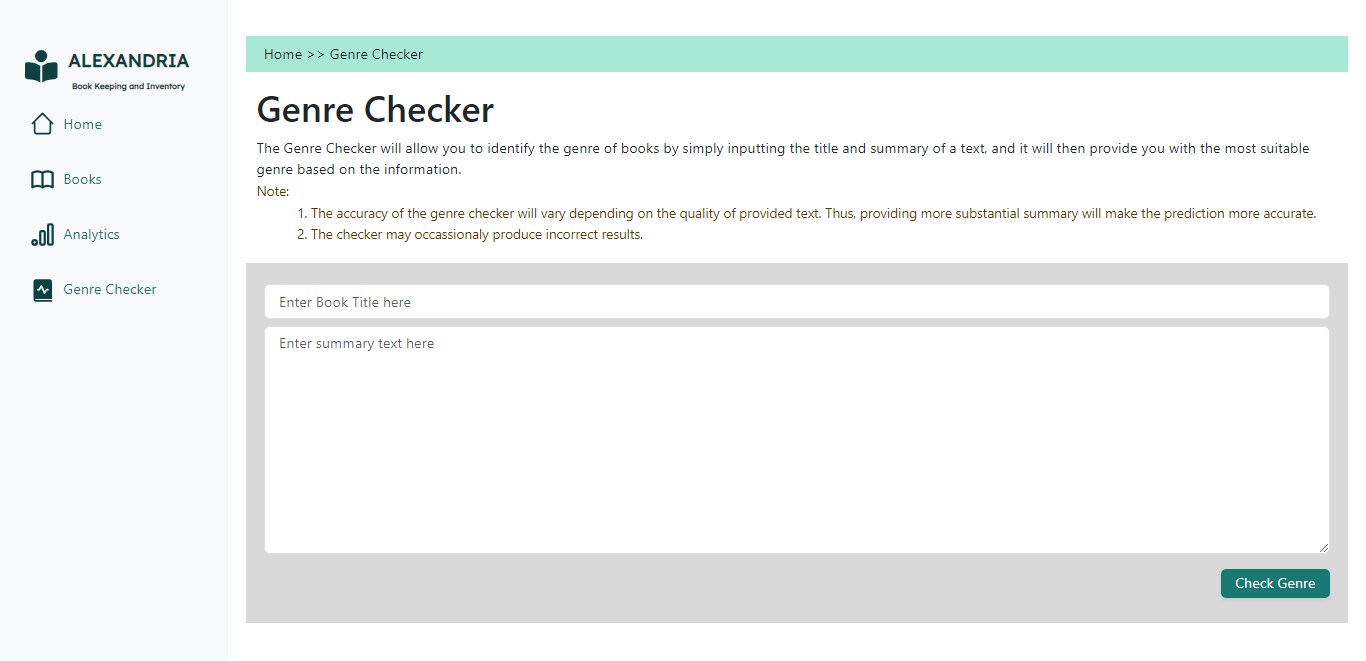 ALEXANDRIA
Book Keeping and Inventory
Home
Books
Analytics
Genre Checker
Home >> Genre Checker
Genre Checker
The Genre Checker will allow you to identify the genre of books by simply inputting the title and summary of a text, and it will then provide you with the most suitable
genre based on the information.
Note:
1. The accuracy of the genre checker will vary depending on the quality of provided text. Thus, providing more substantial summary will make the prediction more accurate.
2. The checker may occassionaly produce incorrect results.
Enter Book Title here
Enter summary text here
Check Genre